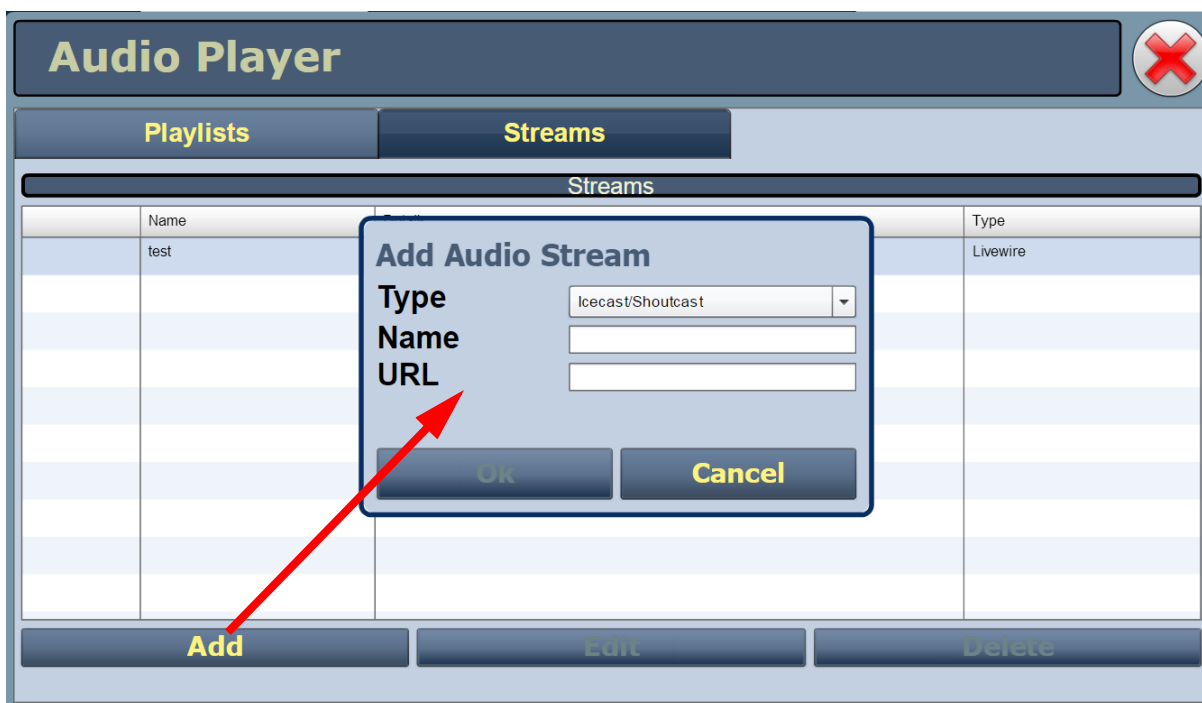 Audio Player
Playlists Streams
Streams
Name Type
test Livewire
Add Audio Stream
Type Icecast/Shoutcast
Name
URL
Ok Cancel
Add Edit Delete